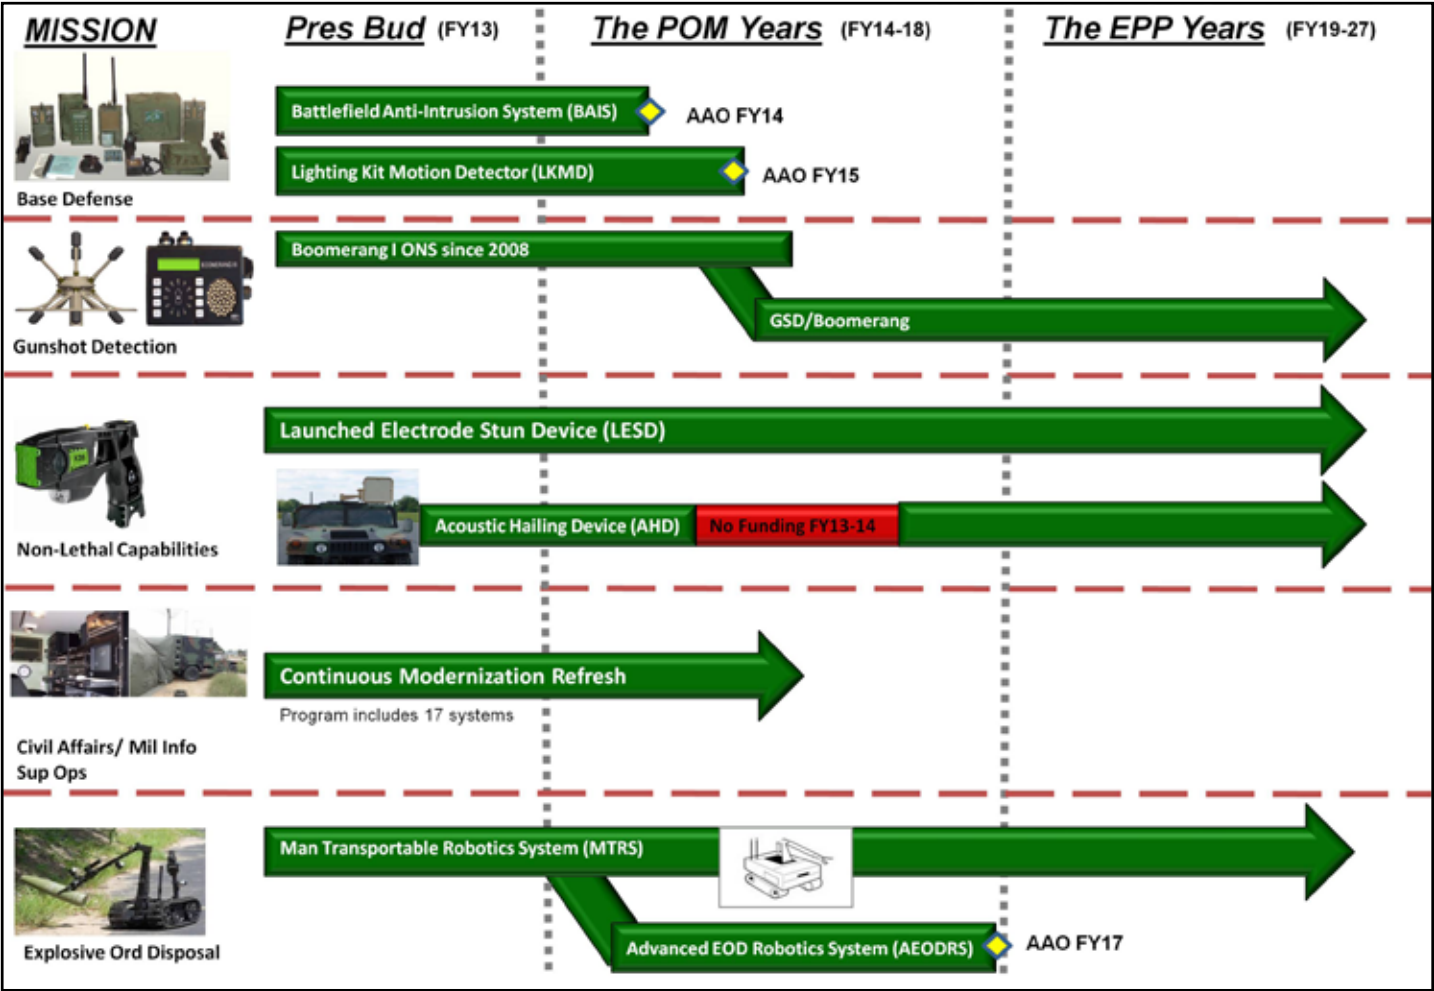 MISSION
Pres Bud (FY13)
The POM Years (FY14-18)
The EPP Years (FY19-27)
Battlefield Anti-Intrusion System (BAIS)
AAO FY14
Lighting Kit Motion Detector (LKMD)
AAO FY15
Base Defense
Boomerang I ONS since 2008
GSD/Boomerang
Gunshot Detection
Launched Electrode Stun Device (LESD)
Acoustic Hailing Device (AHD)
No Funding FY13-14
Non-Lethal Capabilities
Continuous Modernization Refresh
Program includes 17 systems
Civil Affairs/ Mil Info
Sup Ops
Man Transportable Robotics System (MTRS)
Advanced EOD Robotics System (AEODRS)
AAO FY17
Explosive Ord Disposal